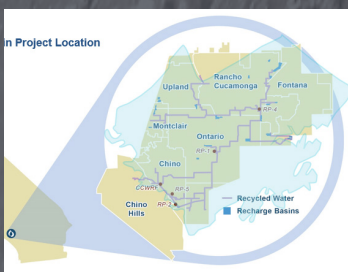 in Project Location
Upland
Rancho
Cucamonga
Fontana
RP-4
Montclair
Ontario
RP-1
Chino
CCWRF
RP-5
RP-2
Chino
Hills
Recycled Water
Recharge Basins